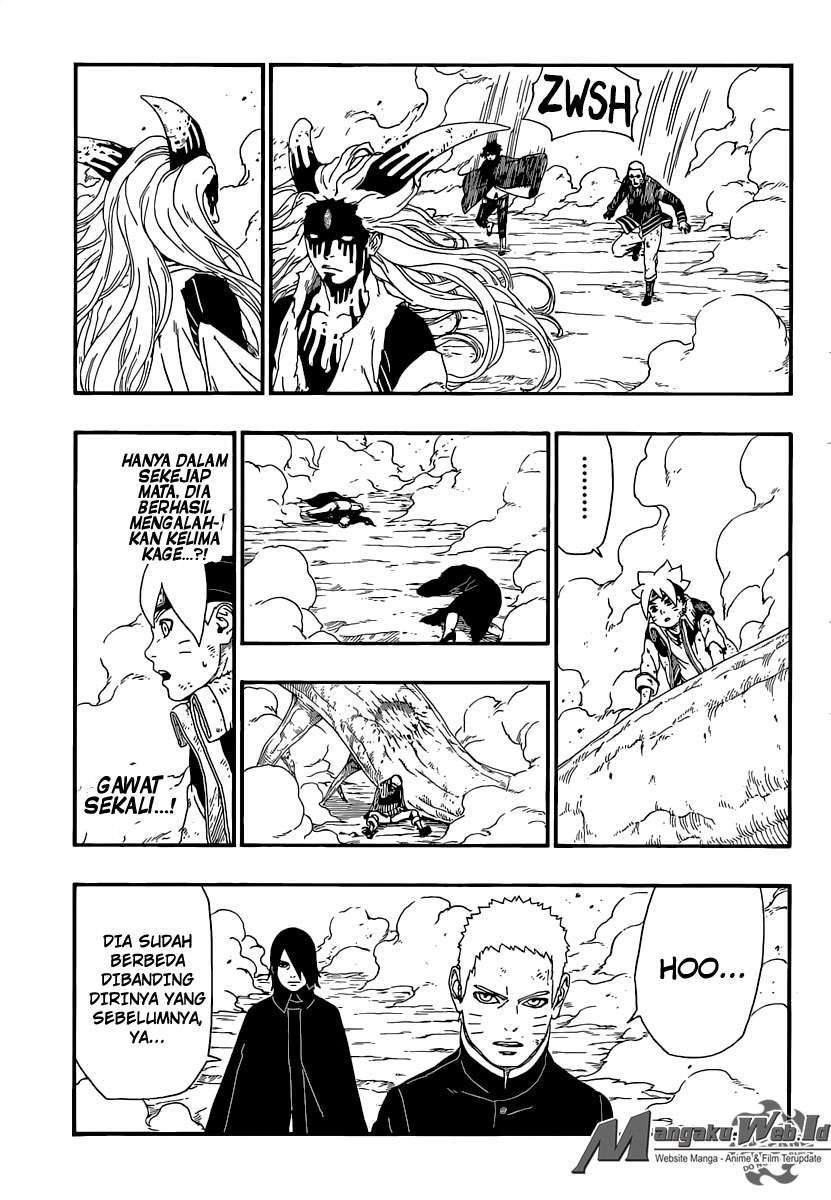 ZWSH
.........
HANYA DALAM
SEKEJAP
MATA, DIA
BERHASIL
MENGALAH-
KAN KELIMA
KAGE...?!
GAWAT
SEKALI...!
HOO...
DIA SUDAH
BERBEDA
DIBANDING
DIRINYA YANG
SEBELUMNYA,
YA...
Mangaku.Web.Id
Website Manga - Anime & Film Terupdate